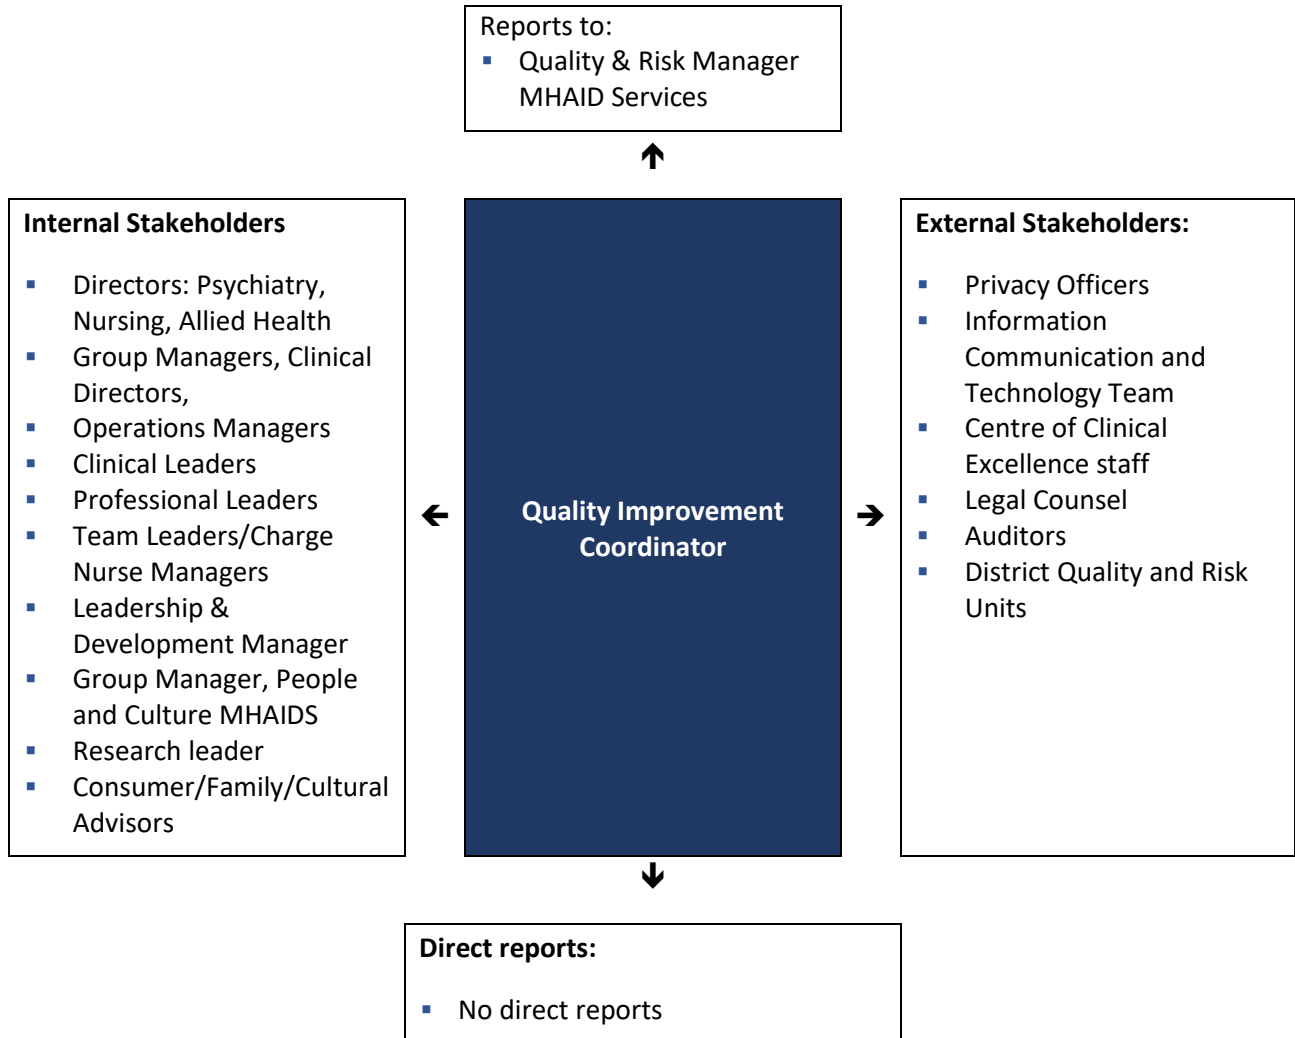 Reports to:
▪ Quality & Risk Manager
MHAID Services
🡹
Internal Stakeholders
▪ Directors: Psychiatry,
Nursing, Allied Health
▪ Group Managers, Clinical
Directors,
▪ Operations Managers
▪ Clinical Leaders
▪ Professional Leaders
▪ Team Leaders/Charge
Nurse Managers
▪ Leadership &
Development Manager
▪ Group Manager, People
and Culture MHAIDS
▪ Research leader
▪ Consumer/Family/Cultural
Advisors
🡸
Quality Improvement
Coordinator
🡺
External Stakeholders:
▪ Privacy Officers
▪ Information
Communication and
Technology Team
▪ Centre of Clinical
Excellence staff
▪ Legal Counsel
▪ Auditors
▪ District Quality and Risk
Units
🡻
Direct reports:
▪ No direct reports